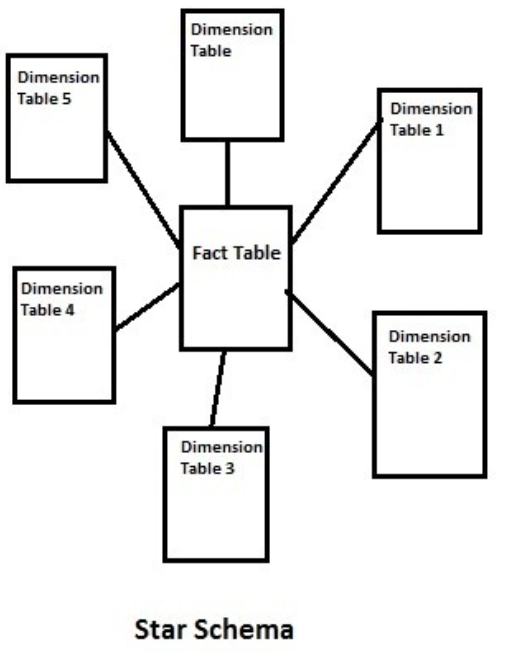 Dimension
Table
Dimension
Table 5
Dimension
Table 1
Fact Table
Dimension
Table 4
Dimension
Table 2
Dimension
Table 3
Star Schema